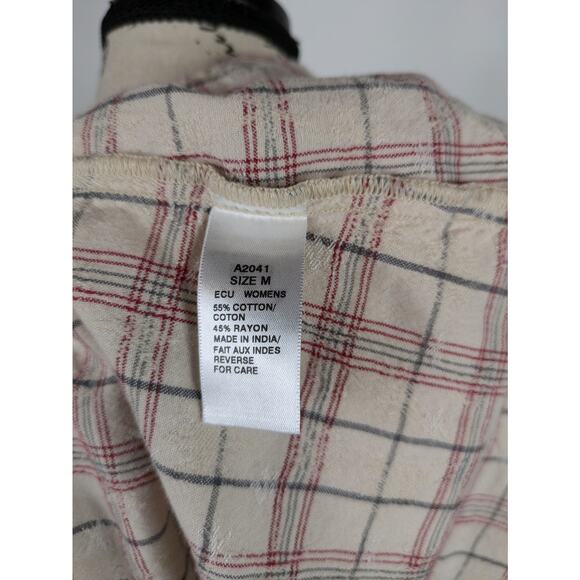 A2041
SIZE M
ECU WOMENS
55% COTTON/
COTON
45% RAYON
MADE IN INDIA/
FAIT AUX INDES
REVERSE
FOR CARE